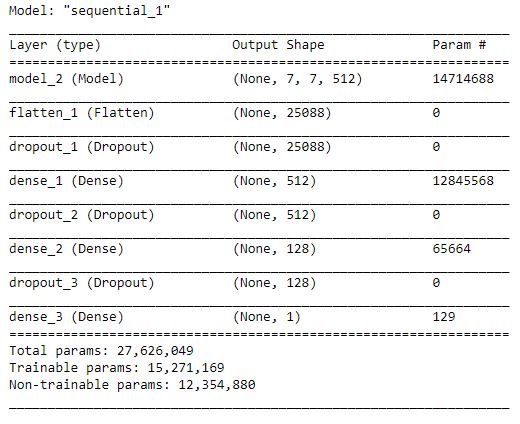 Model: "sequential_1"
Layer (type) Output Shape Param #
model_2 (Model) (None, 7, 7, 512) 14714688
flatten_1 (Flatten) (None, 25088) 0
dropout_1 (Dropout) (None, 25088) 0
dense_1 (Dense) (None, 512) 12845568
dropout_2 (Dropout) (None, 512) 0
dense_2 (Dense) (None, 128) 65664
dropout_3 (Dropout) (None, 128) 0
dense_3 (Dense) (None, 1) 129
Total params: 27,626,049
Trainable params: 15,271,169
Non-trainable params: 12,354,880